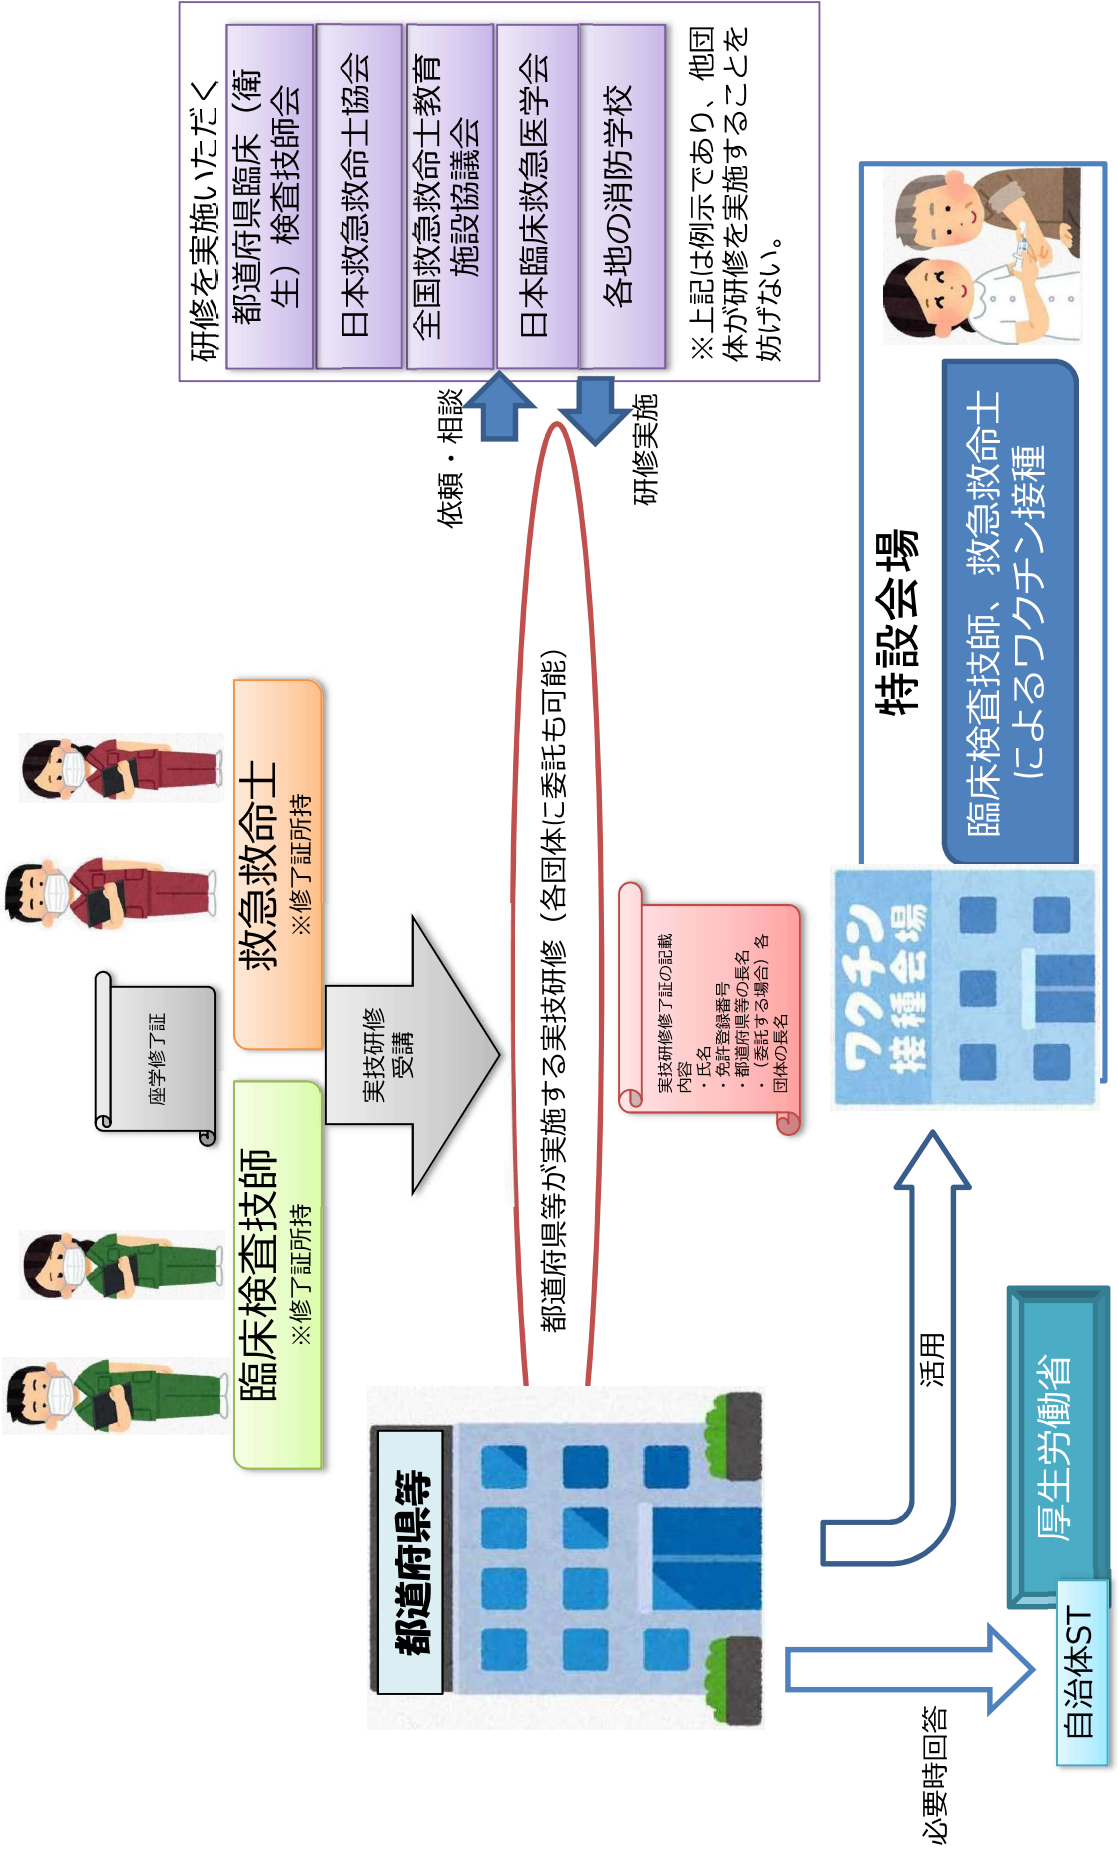 座学修了証
臨床検査技師
※修了証所持
救急救命士
※修了証所持
実技研修
受講
都道府県等
都道府県等が実施する実技研修（各団体に委託も可能）
依頼・相談
研修実施
研修を実施いただく
都道府県臨床（衛
生）検査技師会
日本救急救命士協会
全国救急救命士教育
施設協議会
日本臨床救急医学会
各地の消防学校
※上記は例示であり、他団
体が研修を実施することを
妨げない。
実技研修修了証の記載
内容
・氏名
・免許登録番号
・都道府県等の長名
・（委託する場合）各
団体の長名
必要時回答
活用
自治体ST
厚生労働省
ワクチン
接種会場
特設会場
臨床検査技師、救急救命士
によるワクチン接種